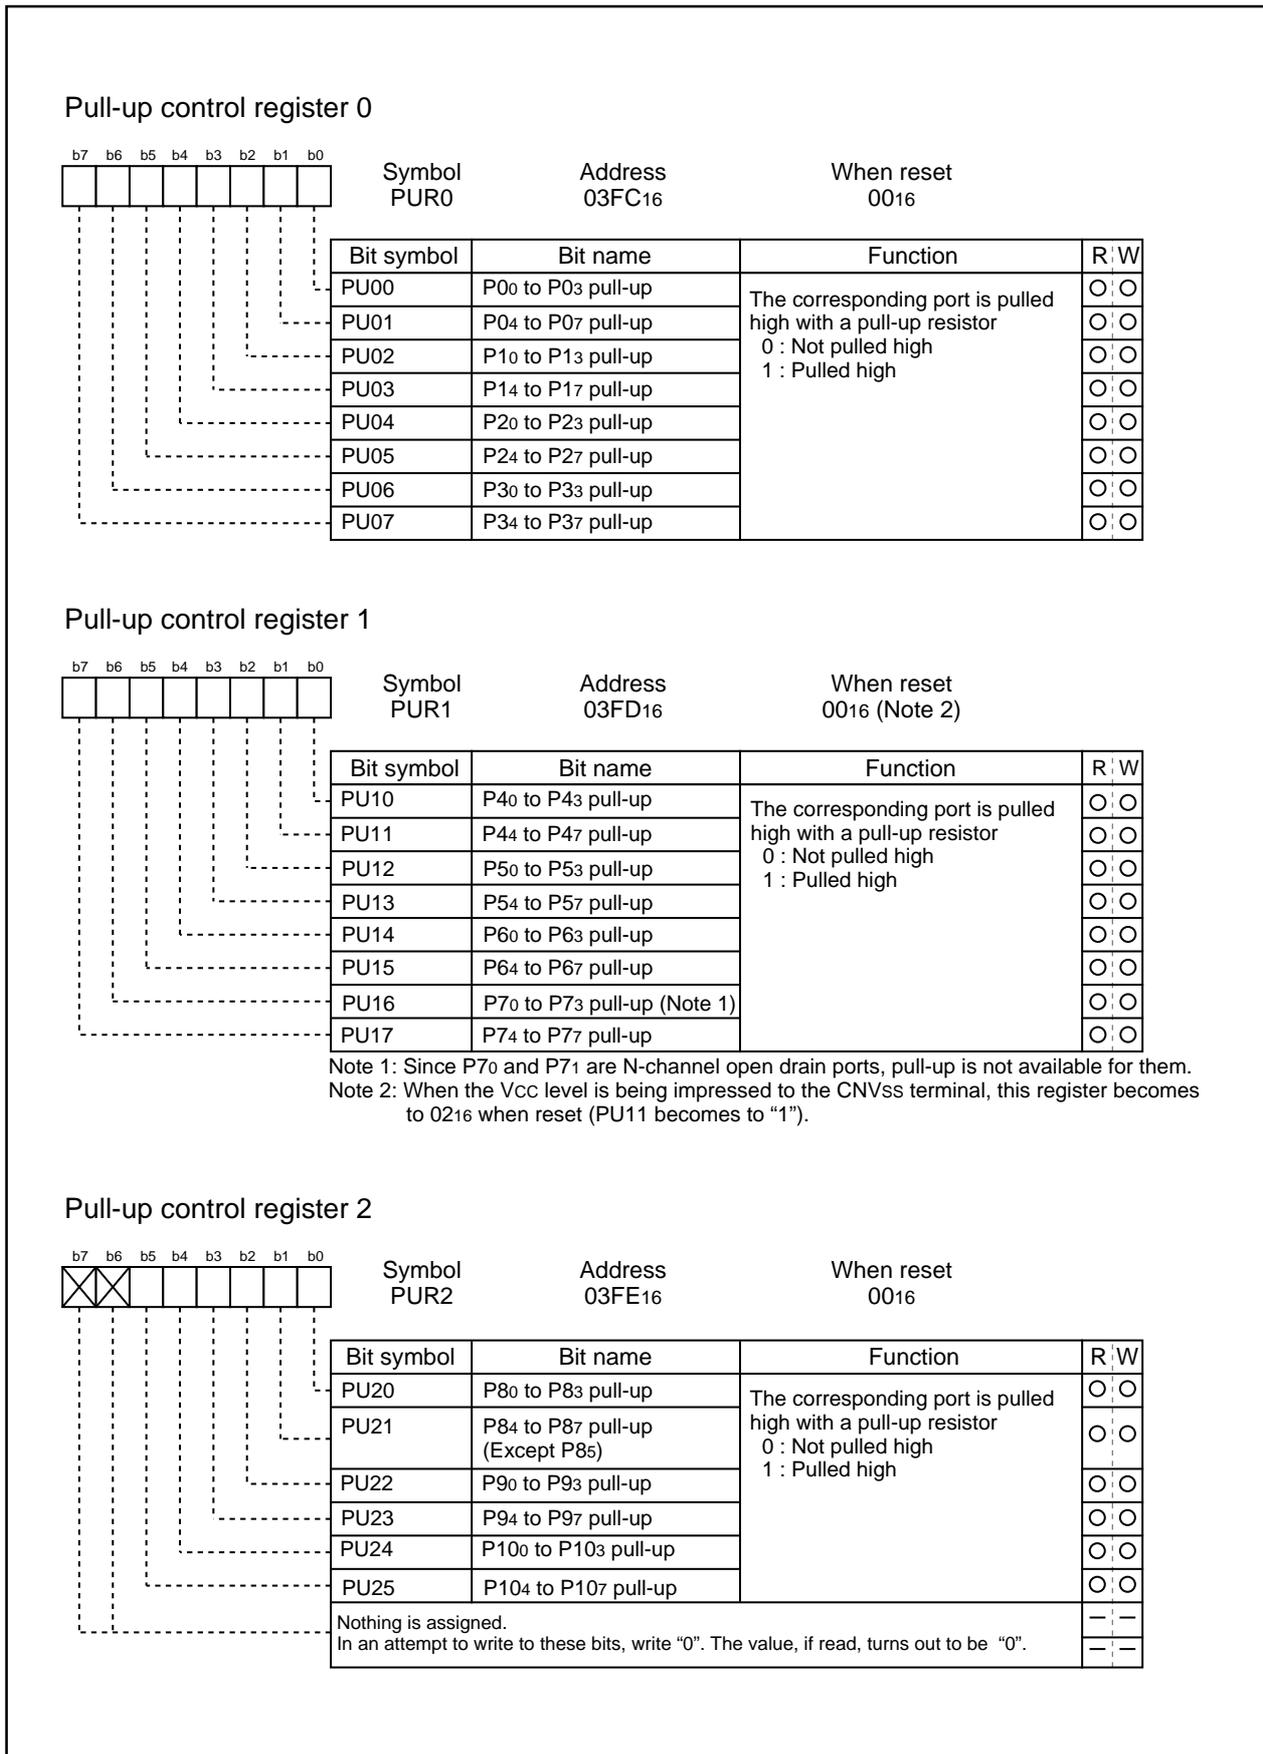 Pull-up control register 0
b7 b6 b5 b4 b3 b2 b1 b0
Symbol Address When reset
PUR0 03FC16 0016
Bit symbol Bit name Function R W
PU00 P00 to P03 pull-up
The corresponding port is pulled
PU01 P04 to P07 pull-up high with a pull-up resistor
0 : Not pulled high
PU02 P10 to P13 pull-up
1 : Pulled high
PU03 P14 to P17 pull-up
PU04 P20 to P23 pull-up
PU05 P24 to P27 pull-up
PU06 P30 to P33 pull-up
PU07 P34 to P37 pull-up
Pull-up control register 1
b7 b6 b5 b4 b3 b2 b1 b0
Symbol Address When reset
PUR1 03FD16 0016 (Note 2)
Bit symbol Bit name Function R W
PU10 P40 to P43 pull-up
The corresponding port is pulled
PU11 P44 to P47 pull-up high with a pull-up resistor
0 : Not pulled high
PU12 P50 to P53 pull-up
1 : Pulled high
PU13 P54 to P57 pull-up
PU14 P60 to P63 pull-up
PU15 P64 to P67 pull-up
PU16 P70 to P73 pull-up (Note 1)
PU17 P74 to P77 pull-up
Note 1: Since P70 and P71 are N-channel open drain ports, pull-up is not available for them.
Note 2: When the VCC level is being impressed to the CNVSS terminal, this register becomes
to 0216 when reset (PU11 becomes to “1”).
Pull-up control register 2
b7 b6 b5 b4 b3 b2 b1 b0
Symbol Address When reset
PUR2 03FE16 0016
Bit symbol Bit name Function R W
PU20 P80 to P83 pull-up
The corresponding port is pulled
PU21 P84 to P87 pull-up high with a pull-up resistor
(Except P85) 0 : Not pulled high
1 : Pulled high
PU22 P90 to P93 pull-up
PU23 P94 to P97 pull-up
PU24 P100 to P103 pull-up
PU25 P104 to P107 pull-up
Nothing is assigned.
In an attempt to write to these bits, write “0”. The value, if read, turns out to be “0”.